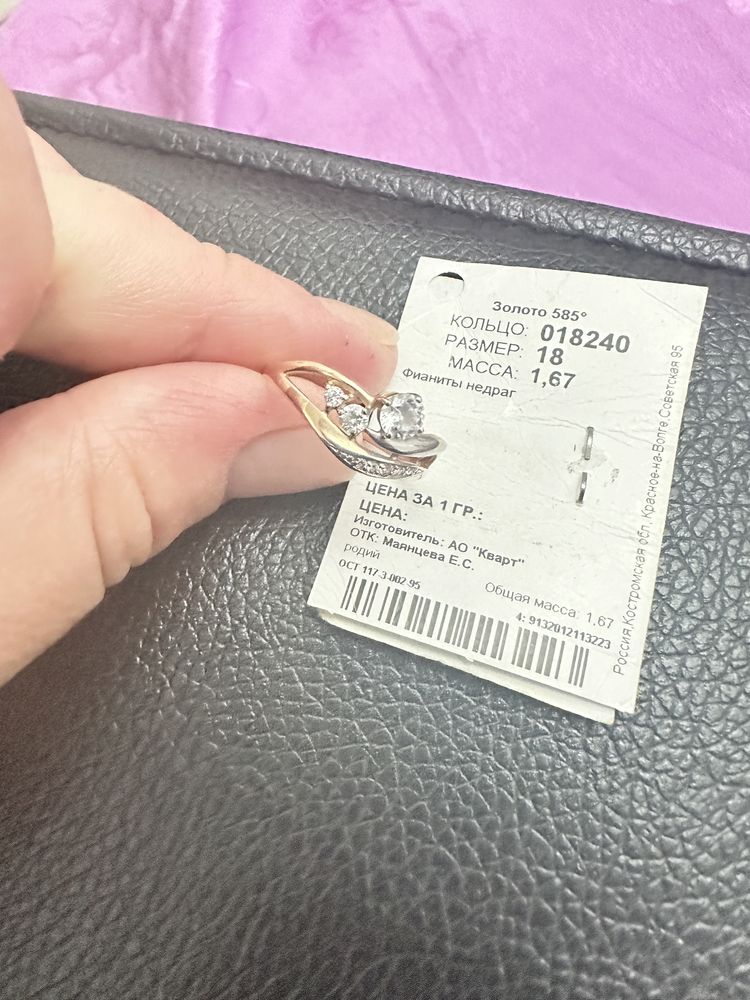 Золото 585°
КОЛЬЦО: 018240
РАЗМЕР: 18
МАССА: 1,67
Фианиты недраг
ЦЕНА ЗА 1 ГР.:
ЦЕНА:
Изготовитель: АО "Кварт"
ОТК: Маянцева Е.С.
родий
ОСТ 117-3-002-95
Общая масса: 1,67
4: 9132012113223
Россия,Костромская обл, Красное-на-Волге,Советская 95